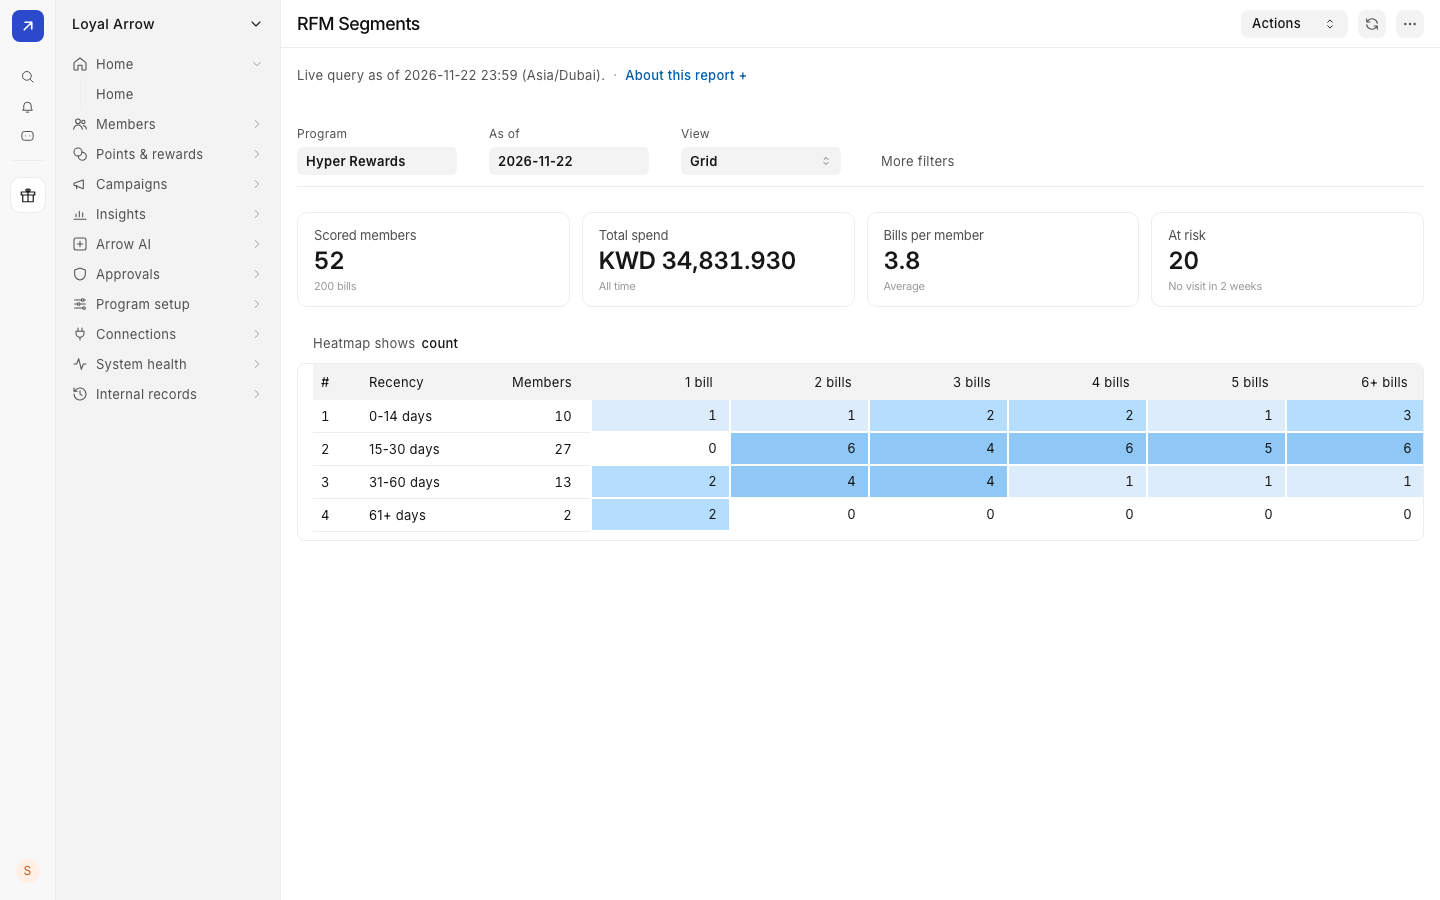 Loyal Arrow
Home
Home
Members
Points & rewards
Campaigns
Insights
Arrow AI
Approvals
Program setup
Connections
System health
Internal records
S
RFM Segments
Actions
Live query as of 2026-11-22 23:59 (Asia/Dubai). · About this report +
Program As of View
Hyper Rewards 2026-11-22 Grid More filters
Scored members
52
200 bills
Total spend
KWD 34,831.930
All time
Bills per member
3.8
Average
At risk
20
No visit in 2 weeks
Heatmap shows count
# Recency Members 1 bill 2 bills 3 bills 4 bills 5 bills 6+ bills
1 0-14 days 10 1 1 2 2 1 3
2 15-30 days 27 0 6 4 6 5 6
3 31-60 days 13 2 4 4 1 1 1
4 61+ days 2 2 0 0 0 0 0